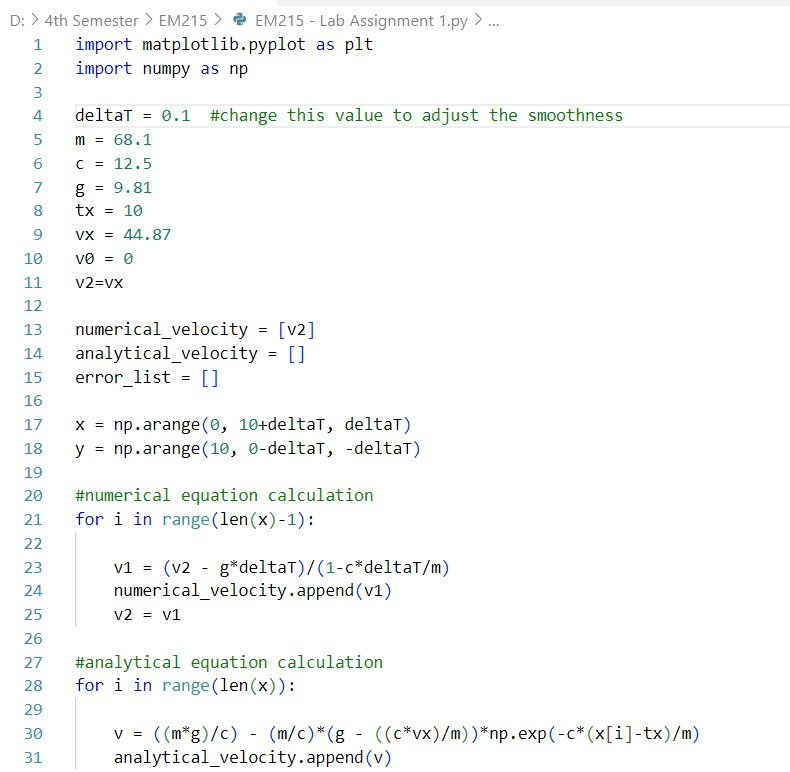 D: > 4th Semester > EM215 > EM215 - Lab Assignment 1.py > ...
1 import matplotlib.pyplot as plt
2 import numpy as np
3
4 deltaT = 0.1  #change this value to adjust the smoothness
5 m = 68.1
6 c = 12.5
7 g = 9.81
8 tx = 10
9 vx = 44.87
10 v0 = 0
11 v2=vx
12
13 numerical_velocity = [v2]
14 analytical_velocity = []
15 error_list = []
16
17 x = np.arange(0, 10+deltaT, deltaT)
18 y = np.arange(10, 0-deltaT, -deltaT)
19
20 #numerical equation calculation
21 for i in range(len(x)-1):
22
23     v1 = (v2 - g*deltaT)/(1-c*deltaT/m)
24     numerical_velocity.append(v1)
25     v2 = v1
26
27 #analytical equation calculation
28 for i in range(len(x)):
29
30     v = ((m*g)/c) - (m/c)*(g - ((c*vx)/m))*np.exp(-c*(x[i]-tx)/m)
31     analytical_velocity.append(v)